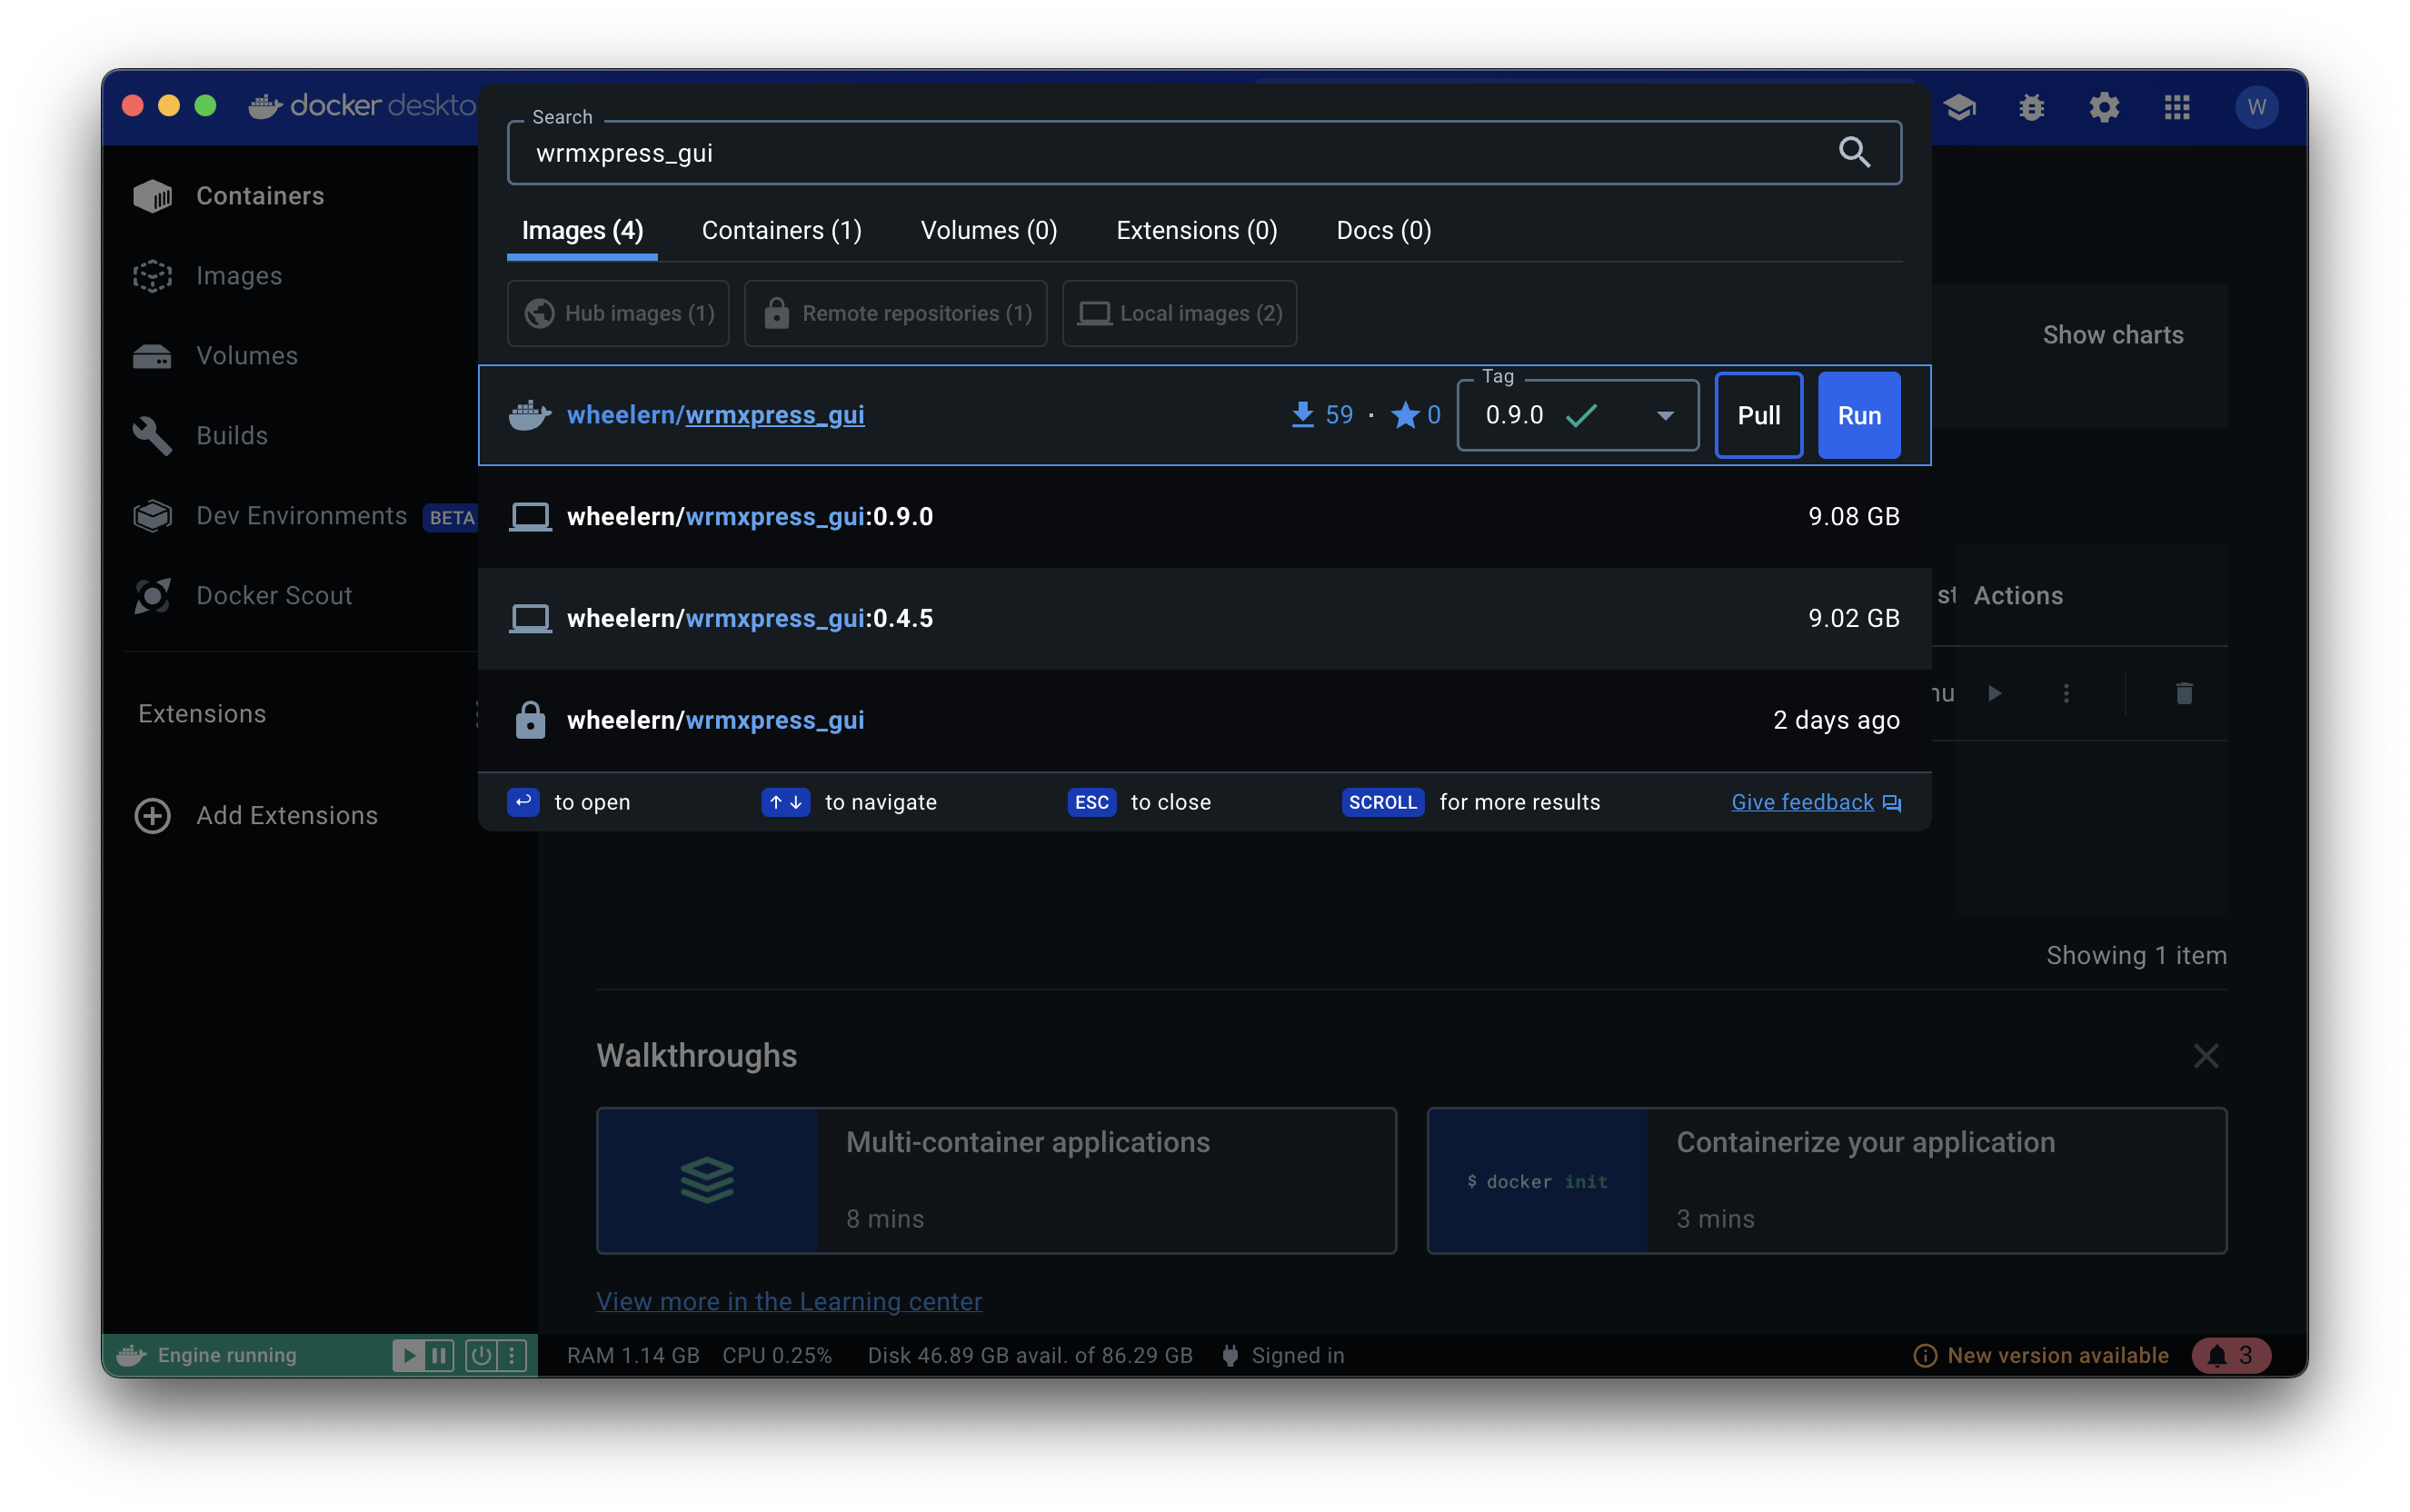 docker deskto
W
Search
wrmxpress_gui
Images (4)
Containers (1)
Volumes (0)
Extensions (0)
Docs (0)
Hub images (1)
Remote repositories (1)
Local images (2)
wheelern/wrmxpress_gui
59 · 0
Tag
0.9.0
Pull
Run
wheelern/wrmxpress_gui:0.9.0
9.08 GB
wheelern/wrmxpress_gui:0.4.5
9.02 GB
wheelern/wrmxpress_gui
2 days ago
to open
to navigate
ESC to close
SCROLL for more results
Give feedback
Containers
Images
Volumes
Builds
Dev Environments BETA
Docker Scout
Extensions
Add Extensions
Show charts
st Actions
Showing 1 item
Walkthroughs
Multi-container applications
8 mins
$ docker init
Containerize your application
3 mins
View more in the Learning center
Engine running
RAM 1.14 GB CPU 0.25% Disk 46.89 GB avail. of 86.29 GB
Signed in
New version available
3